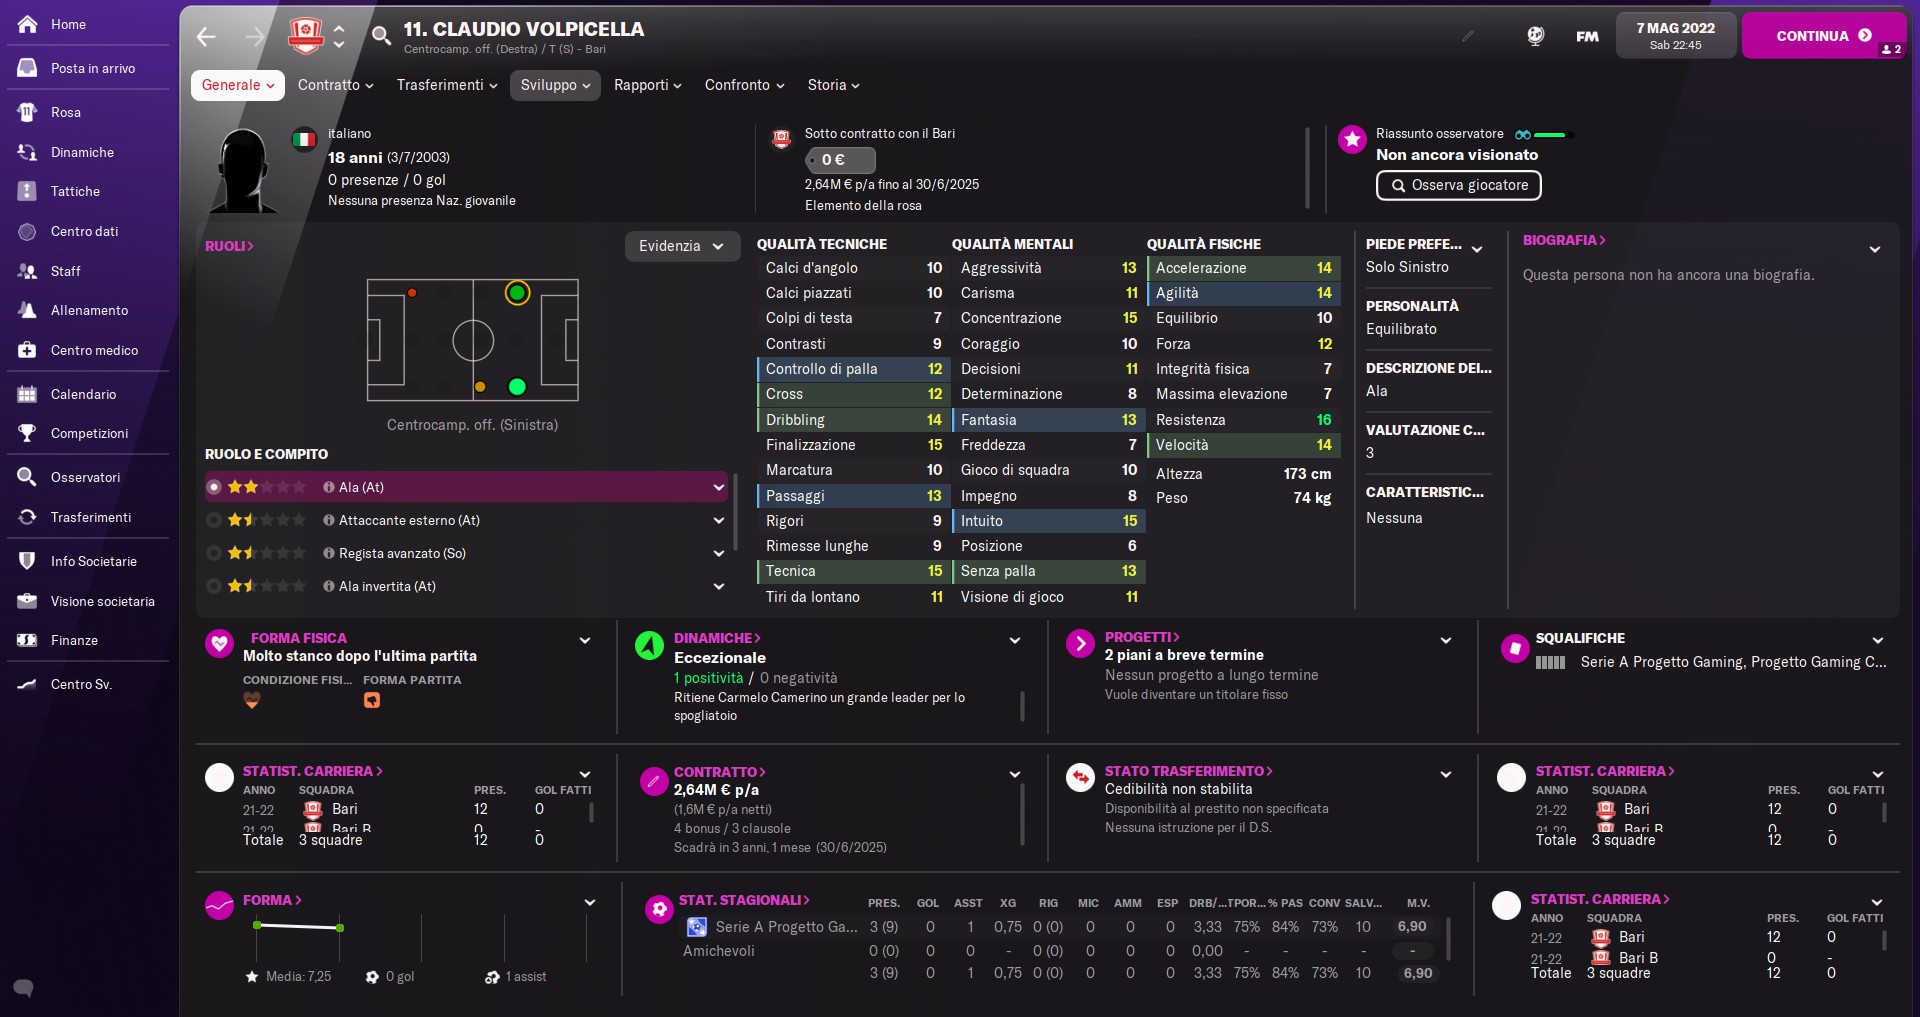 Home
Posta in arrivo
Rosa
Dinamiche
Tattiche
Centro dati
Staff
Allenamento
Centro medico
Calendario
Competizioni
Osservatori
Trasferimenti
Info Societarie
Visione societaria
Finanze
Centro Sv.
11. CLAUDIO VOLPICELLA
Centrocamp. off. (Destra) / T (S) - Bari
FM
7 MAG 2022
Sab 22:45
CONTINUA
2
Generale
Contratto
Trasferimenti
Sviluppo
Rapporti
Confronto
Storia
italiano
18 anni (3/7/2003)
0 presenze / 0 gol
Nessuna presenza Naz. giovanile
Sotto contratto con il Bari
0 €
2,64M € p/a fino al 30/6/2025
Elemento della rosa
Riassunto osservatore
Non ancora visionato
Osserva giocatore
RUOLI >
Evidenzia
Centrocamp. off. (Sinistra)
RUOLO E COMPITO
Ala (At)
Attaccante esterno (At)
Regista avanzato (So)
Ala invertita (At)
QUALITÀ TECNICHE
Calci d'angolo 10
Calci piazzati 10
Colpi di testa 7
Contrasti 9
Controllo di palla 12
Cross 12
Dribbling 14
Finalizzazione 15
Marcatura 10
Passaggi 13
Rigori 9
Rimesse lunghe 9
Tecnica 15
Tiri da lontano 11
QUALITÀ MENTALI
Aggressività 13
Carisma 11
Concentrazione 15
Coraggio 10
Decisioni 11
Determinazione 8
Fantasia 13
Freddezza 7
Gioco di squadra 10
Impegno 8
Intuito 15
Posizione 6
Senza palla 13
Visione di gioco 11
QUALITÀ FISICHE
Accelerazione 14
Agilità 14
Equilibrio 10
Forza 12
Integrità fisica 7
Massima elevazione 7
Resistenza 16
Velocità 14
Altezza 173 cm
Peso 74 kg
PIEDE PREFE...
Solo Sinistro
PERSONALITÀ
Equilibrato
DESCRIZIONE DEI...
Ala
VALUTAZIONE C...
3
CARATTERISTIC...
Nessuna
BIOGRAFIA >
Questa persona non ha ancora una biografia.
FORMA FISICA
Molto stanco dopo l'ultima partita
CONDIZIONE FISI... FORMA PARTITA
DINAMICHE >
Eccezionale
1 positività / 0 negatività
Ritiene Carmelo Camerino un grande leader per lo
spogliatoio
PROGETTI >
2 piani a breve termine
Nessun progetto a lungo termine
Vuole diventare un titolare fisso
SQUALIFICHE
Serie A Progetto Gaming, Progetto Gaming C...
STATIST. CARRIERA >
ANNO SQUADRA PRES. GOL FATTI
21-22 Bari 12 0
21-22 Bari B 0 -
Totale 3 squadre 12 0
CONTRATTO >
2,64M € p/a
(1,6M € p/a netti)
4 bonus / 3 clausole
Scadrà in 3 anni, 1 mese (30/6/2025)
STATO TRASFERIMENTO >
Cedibilità non stabilita
Disponibilità al prestito non specificata
Nessuna istruzione per il D.S.
STATIST. CARRIERA >
ANNO SQUADRA PRES. GOL FATTI
21-22 Bari 12 0
21-22 Bari B 0 -
Totale 3 squadre 12 0
FORMA >
Media: 7,25 0 gol 1 assist
STAT. STAGIONALI > PRES. GOL ASST XG RIG MIC AMM ESP DRB/... TPOR... % PAS CONV SALV... M.V.
Serie A Progetto Ga... 3 (9) 0 1 0,75 0 (0) 0 0 0 3,33 75% 84% 73% 10 6,90
Amichevoli 0 (0) 0 0 - 0 (0) 0 0 0 0,00 - - - - -
3 (9) 0 1 0,75 0 (0) 0 0 0 3,33 75% 84% 73% 10 6,90
STATIST. CARRIERA >
ANNO SQUADRA PRES. GOL FATTI
21-22 Bari 12 0
21-22 Bari B 0 -
Totale 3 squadre 12 0